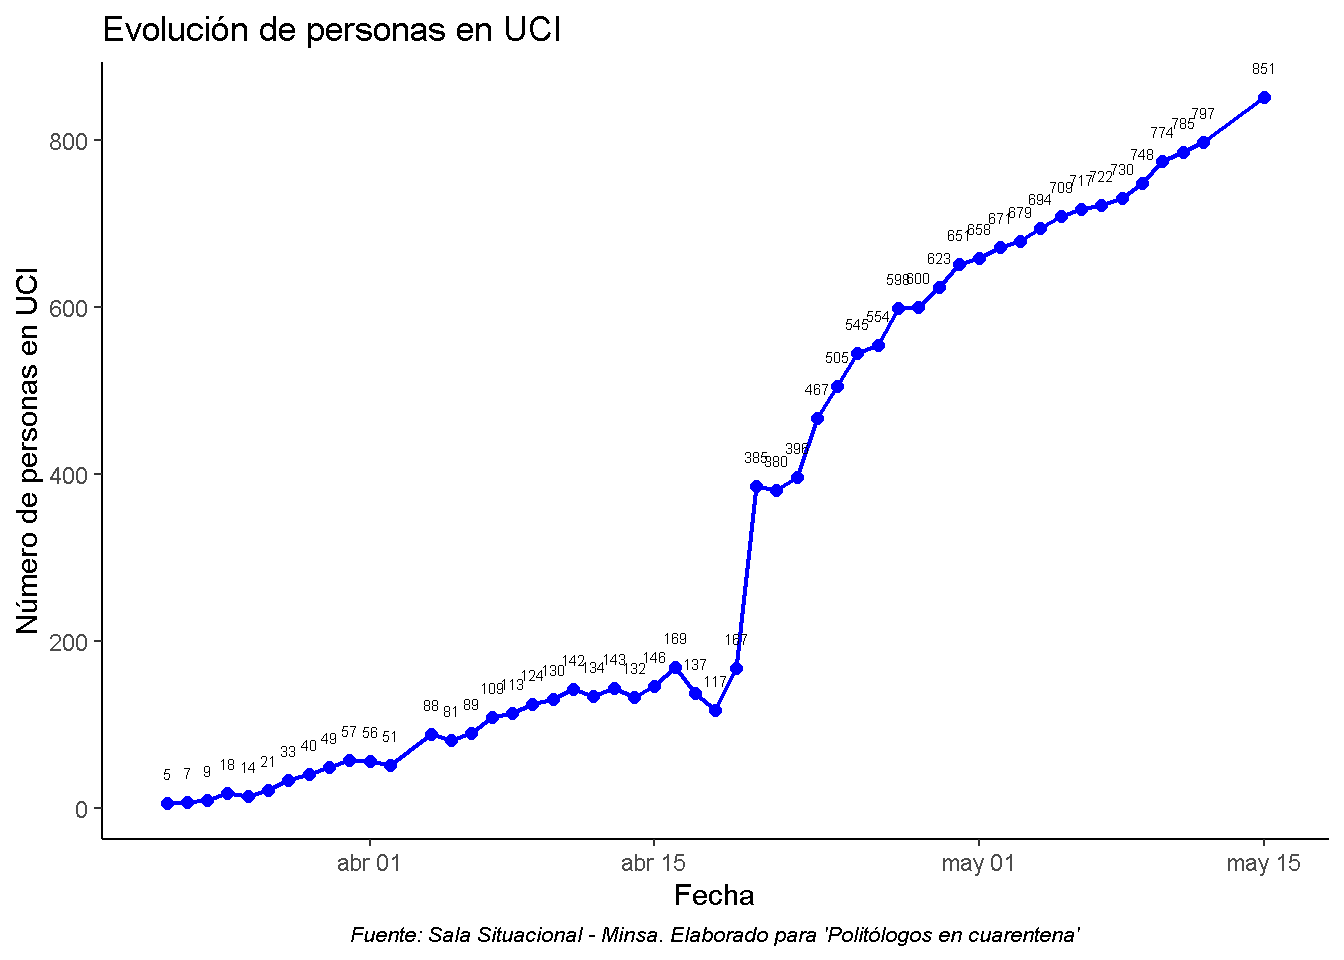 Evolución de personas en UCI
Número de personas en UCI
800
600
400
200
0
5 7 9 18 14 21 33 40 49 57 56 51 88 81 89 109 113 124 130 142 134 143 132 146 169 137 117 167 385 380 396 467 505 545 554 598 600 623 651 658 671 679 694 709 717 722 730 748 774 785 797 851
abr 01 abr 15 may 01 may 15
Fecha
Fuente: Sala Situacional - Minsa. Elaborado para 'Politólogos en cuarentena'